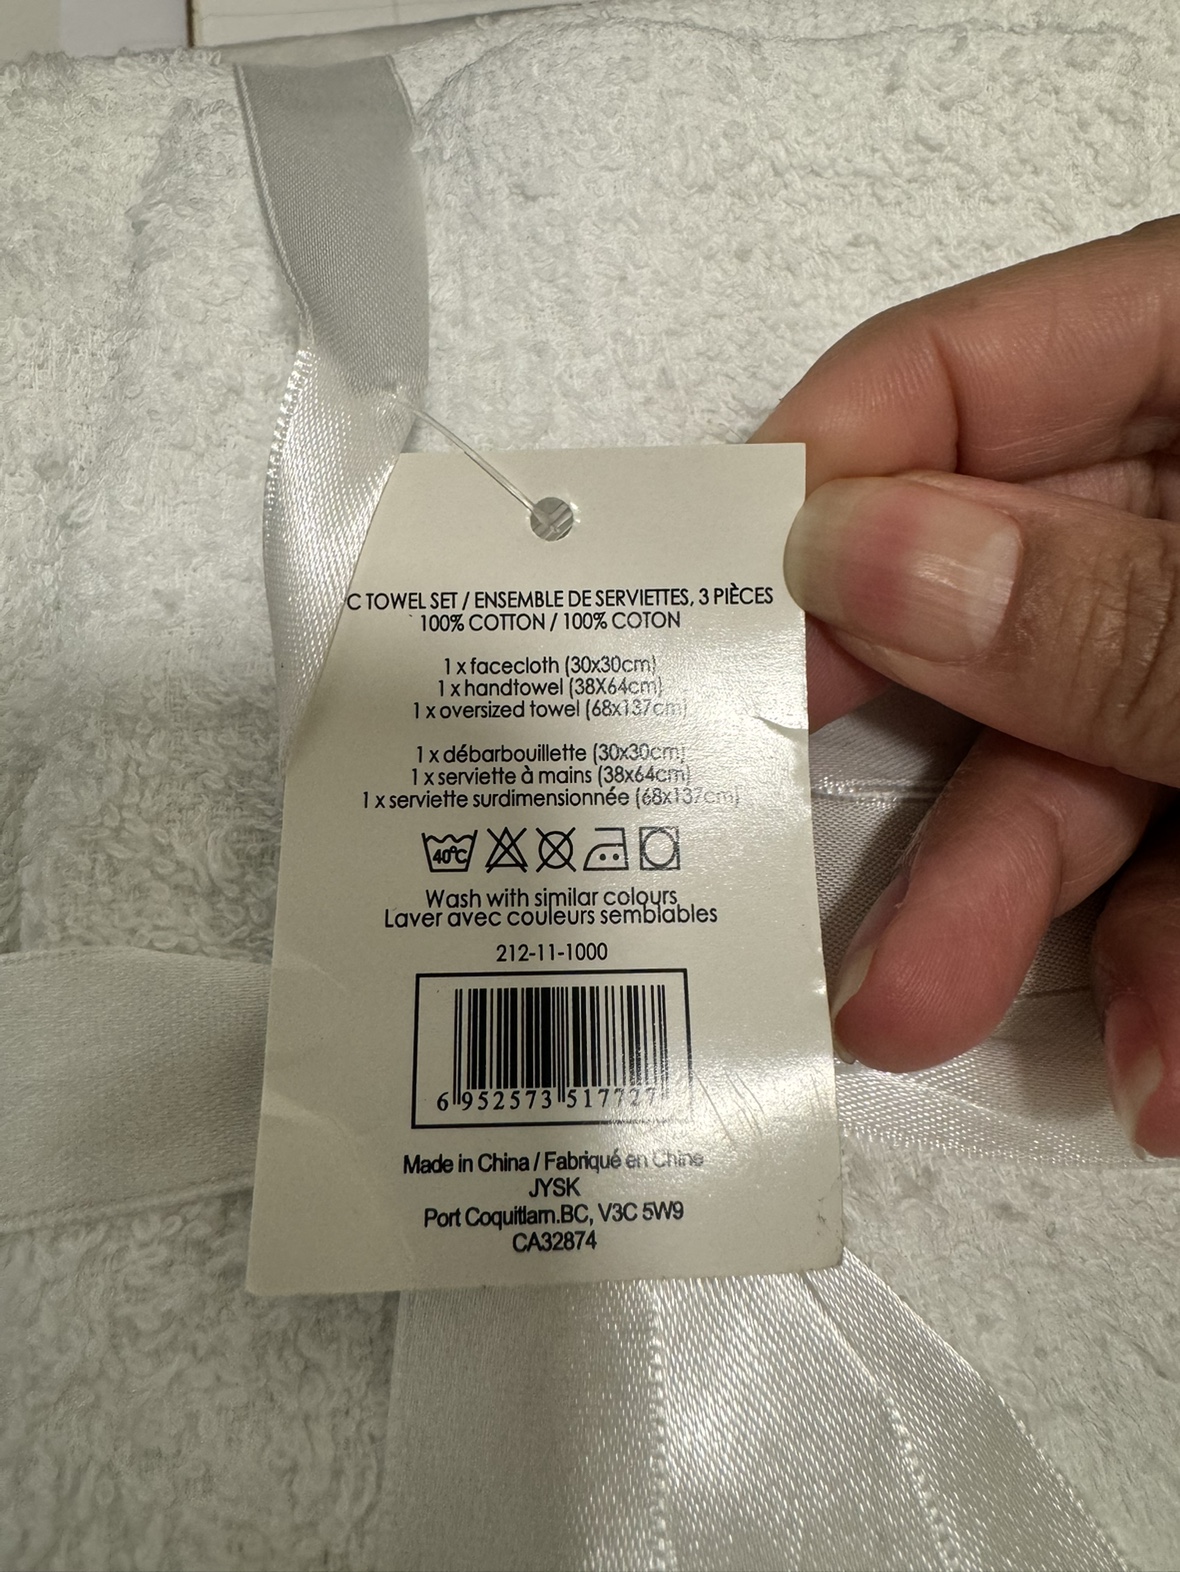 C TOWEL SET / ENSEMBLE DE SERVIETTES, 3 PIÈCES
100% COTTON / 100% COTON
1 x facecloth (30x30cm)
1 x handtowel (38X64cm)
1 x oversized towel (68x137cm)
1 x débarbouillette (30x30cm)
1 x serviette à mains (38x64cm)
1 x serviette surdimensionnée (68x137cm)
40°C
Wash with similar colours
Laver avec couleurs semblables
212-11-1000
6 952573 517727
Made in China / Fabriqué en Chine
JYSK
Port Coquitlam.BC, V3C 5W9
CA32874